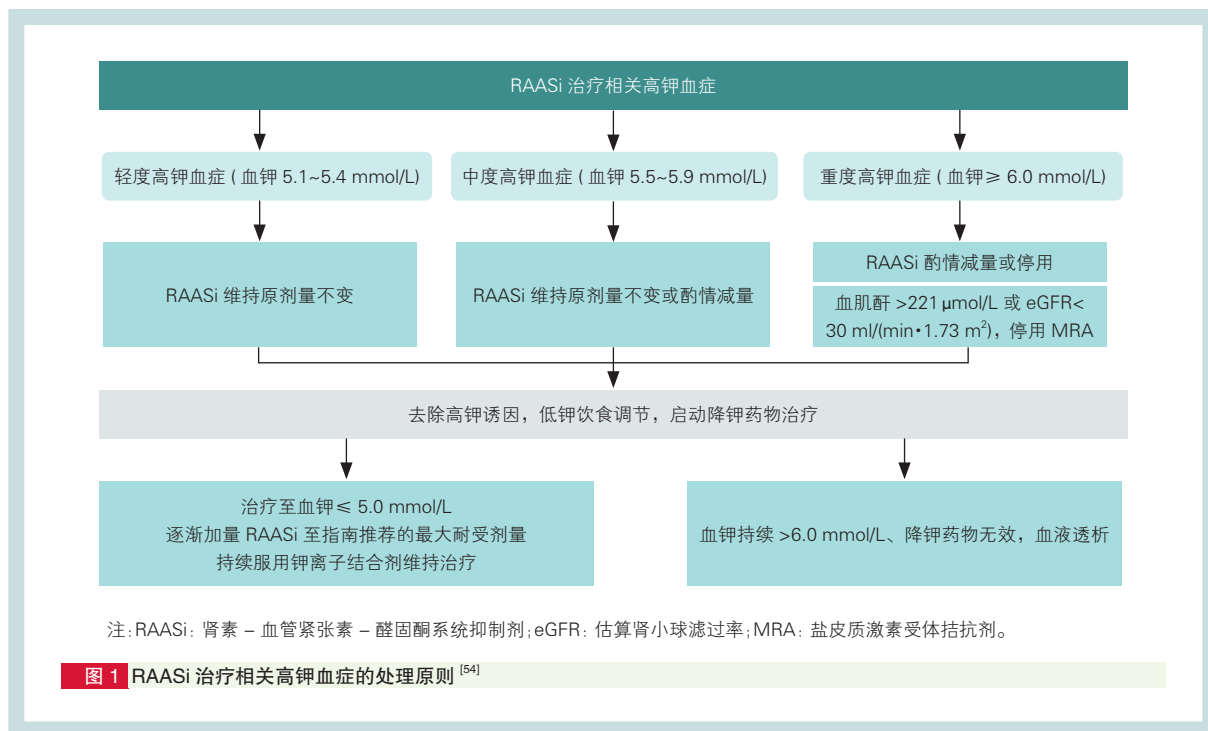 RAASi 治疗相关高钾血症
轻度高钾血症 ( 血钾 5.1~5.4 mmol/L)
中度高钾血症 ( 血钾 5.5~5.9 mmol/L)
重度高钾血症 ( 血钾≥ 6.0 mmol/L)
RAASi 维持原剂量不变
RAASi 维持原剂量不变或酌情减量
RAASi 酌情减量或停用
血肌酐 >221 μmol/L 或 eGFR<
30 ml/(min•1.73 m²)，停用 MRA
去除高钾诱因，低钾饮食调节，启动降钾药物治疗
治疗至血钾≤ 5.0 mmol/L
逐渐加量 RAASi 至指南推荐的最大耐受剂量
持续服用钾离子结合剂维持治疗
血钾持续 >6.0 mmol/L、降钾药物无效，血液透析
注：RAASi：肾素 – 血管紧张素 – 醛固酮系统抑制剂；eGFR：估算肾小球滤过率；MRA：盐皮质激素受体拮抗剂。
图 1 RAASi 治疗相关高钾血症的处理原则 [54]